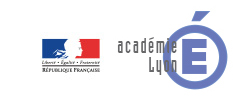 Liberté • Égalité • Fraternité
RÉPUBLIQUE FRANÇAISE
académie
Lyon
É